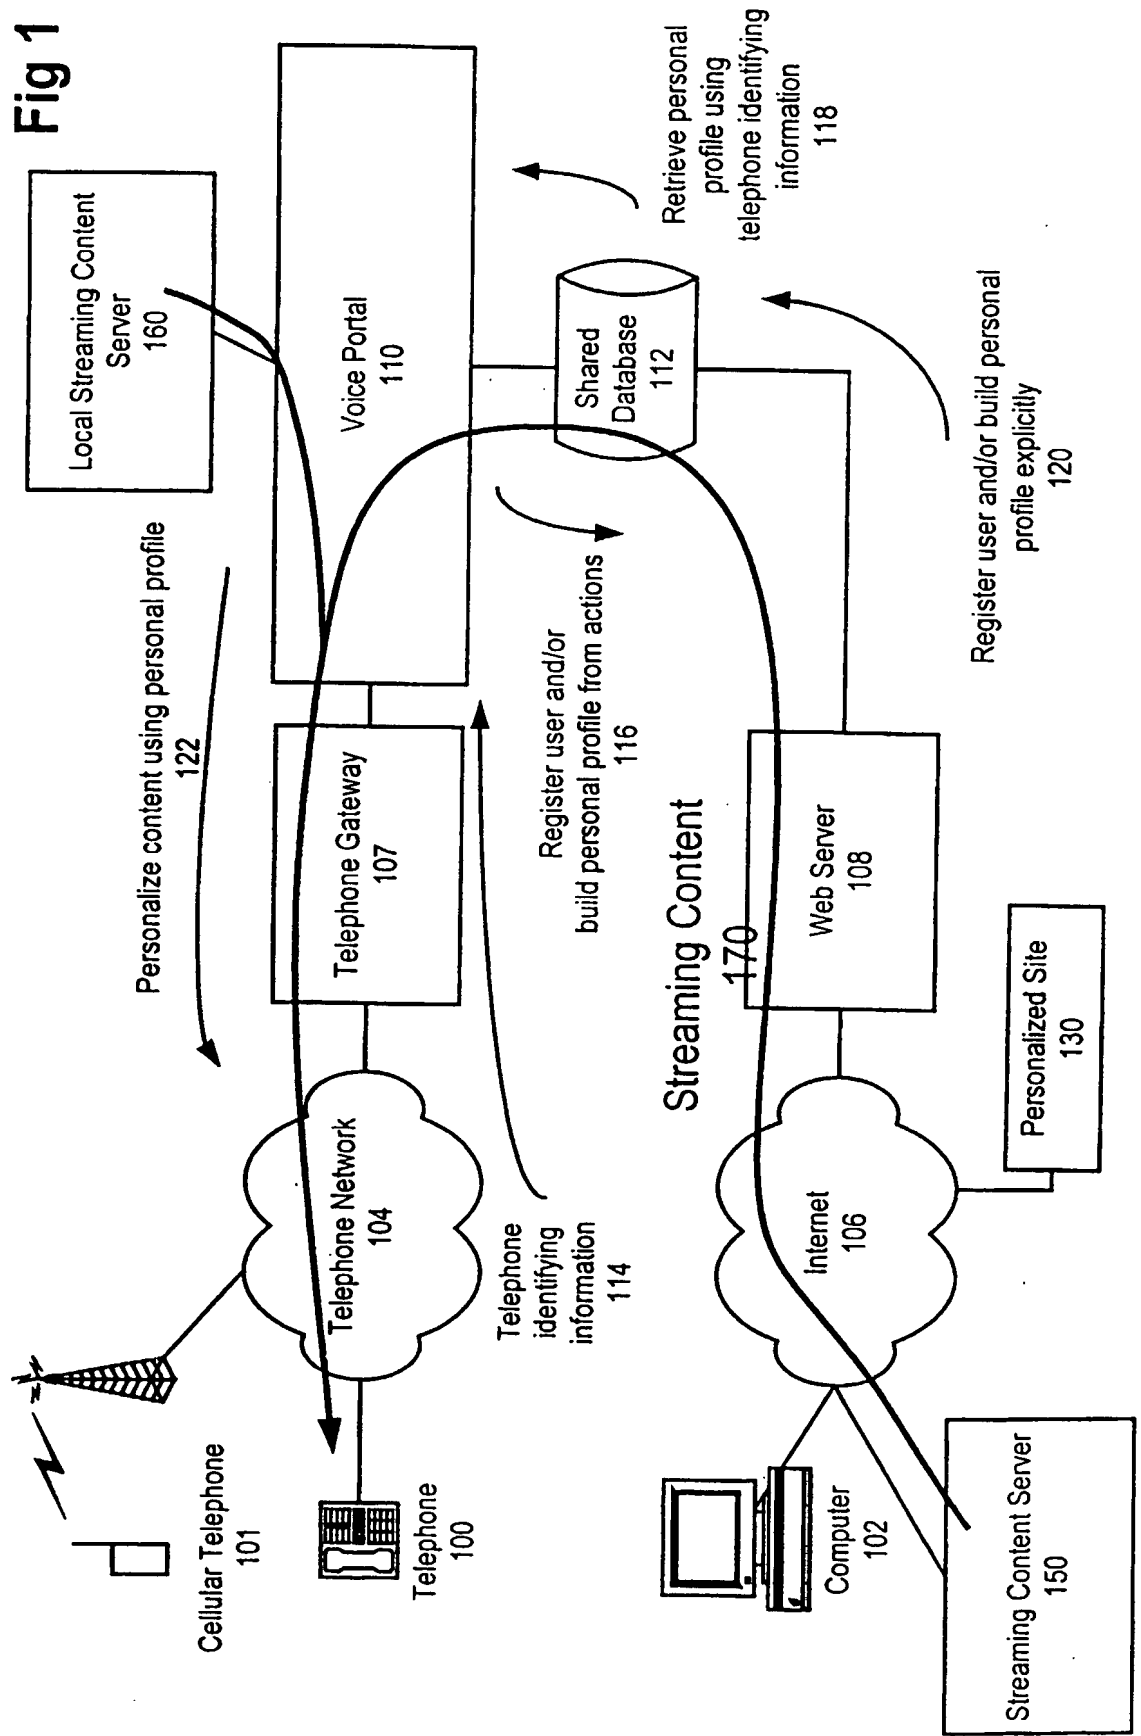 Fig 1
Local Streaming Content
Server
160
Personalize content using personal profile
122
Voice Portal
110
Telephone Gateway
107
Telephone Network
104
Cellular Telephone
101
Telephone
100
Retrieve personal
profile using
telephone identifying
information
118
Shared
Database
112
Register user and/or
build personal profile from actions
116
Telephone
identifying
information
114
Register user and/or build personal
profile explicitly
120
Streaming Content
170
Web Server
108
Internet
106
Personalized Site
130
Computer
102
Streaming Content Server
150